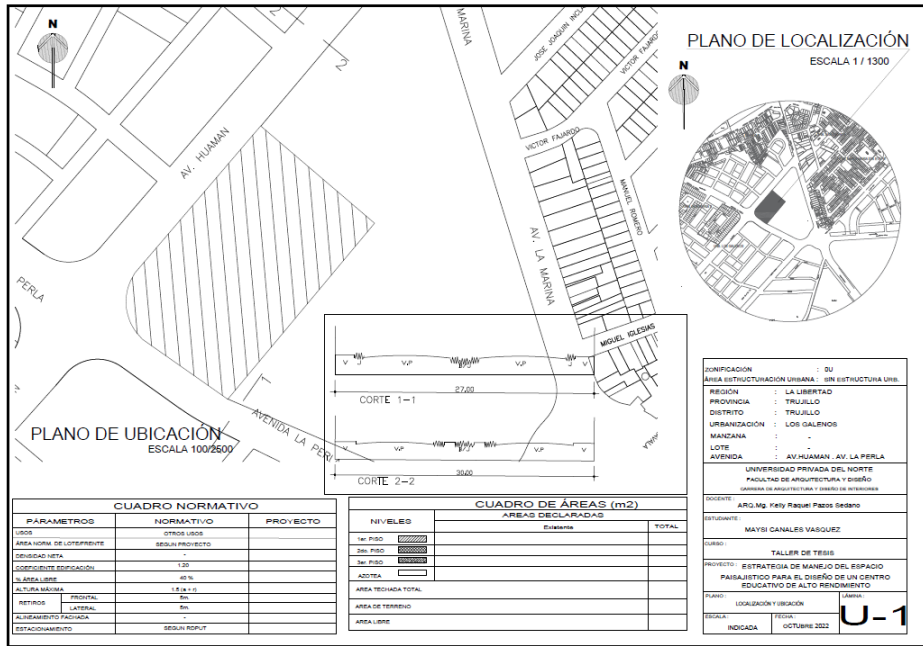 N
AV. HUAMAN
2
2
MARINA
JOSE JOAQUIN INCLA
VICTOR FAJARDO
VICTOR FAJARDO
MANUEL ROMERO
AV. LA MARINA
MIGUEL IGLESIAS
PERLA
1
AVENIDA LA PERL
PLANO DE UBICACIÓN
ESCALA 100/2500
V
V.P
V.P
V
27.00
CORTE 1-1
V
V.P
V.P
V
30.00
CORTE 2-2
PLANO DE LOCALIZACIÓN
ESCALA 1 / 1300
N
ZONIFICACIÓN : OU
ÁREA ESTRUCTURACIÓN URBANA : SIN ESTRUCTURA URB.
REGIÓN : LA LIBERTAD
PROVINCIA : TRUJILLO
DISTRITO : TRUJILLO
URBANIZACIÓN : LOS GALENOS
MANZANA : -
LOTE : -
AVENIDA : AV.HUAMAN . AV. LA PERLA
UNIVERSIDAD PRIVADA DEL NORTE
FACULTAD DE ARQUITECTURA Y DISEÑO
CARRERA DE ARQUITECTURA Y DISEÑO DE INTERIORES
DOCENTE :
ARQ.Mg. Kelly Raquel Pazos Sedano
ESTUDIANTE :
MAYSI CANALES VASQUEZ
CURSO :
TALLER DE TESIS
PROYECTO : ESTRATEGIA DE MANEJO DEL ESPACIO
PAISAJISTICO PARA EL DISEÑO DE UN CENTRO
EDUCATIVO DE ALTO RENDIMIENTO
PLANO :
LOCALIZACIÓN Y UBICACIÓN
LÁMINA :
U-1
ESCALA :
INDICADA
FECHA :
OCTUBRE 2022
CUADRO NORMATIVO
PÁRAMETROS NORMATIVO PROYECTO
USOS OTROS USOS
ÁREA NORM. DE LOTE/FRENTE SEGUN PROYECTO
DENSIDAD NETA -
COEFICIENTE EDIFICACIÓN 1.20
% ÁREA LIBRE 40 %
ALTURA MÁXIMA 1.5 (a + r)
RETIROS FRONTAL 5m.
LATERAL 5m.
ALINEAMIENTO FACHADA -
ESTACIONAMIENTO SEGUN RDPUT
CUADRO DE ÁREAS (m2)
NIVELES AREAS DECLARADAS
Existente TOTAL
1er. PISO
2do. PISO
3er. PISO
AZOTEA
AREA TECHADA TOTAL
AREA DE TERRENO
AREA LIBRE